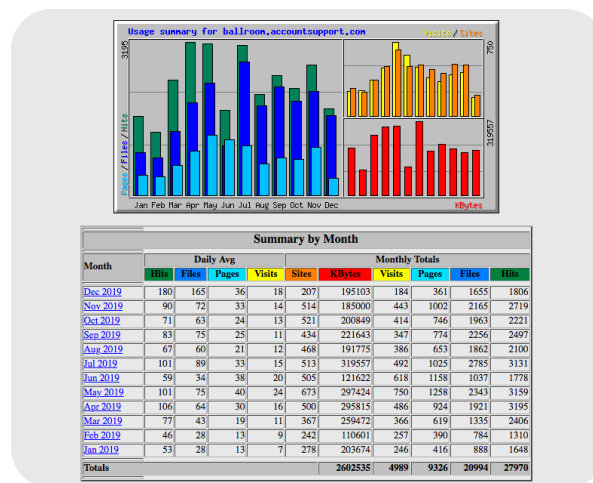 Usage summary for ballroom.accountsupport.com
Visits/Sites
3195
750
Pages/Files/Hits
319557
Jan Feb Mar Apr May Jun Jul Aug Sep Oct Nov Dec
KBytes
Summary by Month
Month Daily Avg Monthly Totals
Hits Files Pages Visits Sites KBytes Visits Pages Files Hits
Dec 2019 180 165 36 18 207 195103 184 361 1655 1806
Nov 2019 90 72 33 14 514 185000 443 1002 2165 2719
Oct 2019 71 63 24 13 521 200849 414 746 1963 2221
Sep 2019 83 75 25 11 434 221643 347 774 2256 2497
Aug 2019 67 60 21 12 468 191775 386 653 1862 2100
Jul 2019 101 89 33 15 513 319557 492 1025 2785 3131
Jun 2019 59 34 38 20 505 121622 618 1158 1037 1778
May 2019 101 75 40 24 673 297424 750 1258 2343 3159
Apr 2019 106 64 30 16 500 295815 486 924 1921 3195
Mar 2019 77 43 19 11 367 259472 366 619 1335 2406
Feb 2019 46 28 13 9 242 110601 257 390 784 1310
Jan 2019 53 28 13 7 278 203674 246 416 888 1648
Totals 2602535 4989 9326 20994 27970